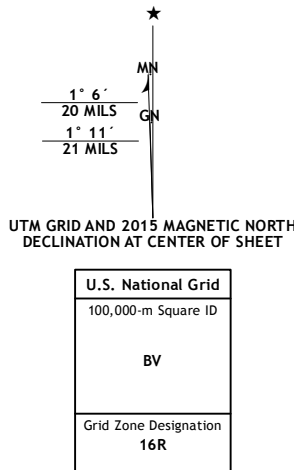 ★
MN
1° 6´
20 MILS
GN
1° 11´
21 MILS
UTM GRID AND 2015 MAGNETIC NORTH
DECLINATION AT CENTER OF SHEET
U.S. National Grid
100,000-m Square ID
BV
Grid Zone Designation
16R